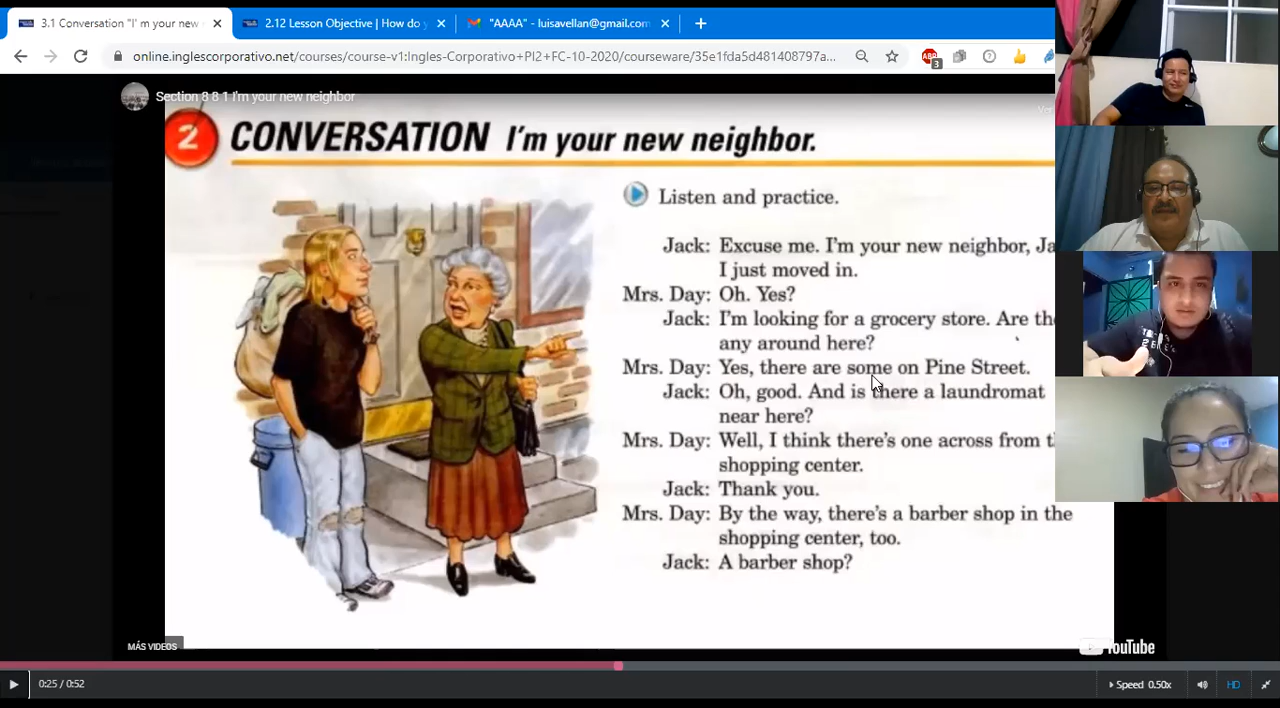 3.1 Conversation "I' m your new
2.12 Lesson Objective | How do
"AAAA" - luisavellan@gmail.com
online.inglescorporativo.net/courses/course-v1:Ingles-Corporativo+PI2+FC-10-2020/courseware/35e1fda5d481408797a...
ABP
3
Section 8 8 1 I'm your new neighbor
2 CONVERSATION I'm your new neighbor.
Listen and practice.
Jack: Excuse me. I'm your new neighbor,
I just moved in.
Mrs. Day: Oh. Yes?
Jack: I'm looking for a grocery store. Are
any around here?
Mrs. Day: Yes, there are some on Pine Street.
Jack: Oh, good. And is there a laundromat
near here?
Mrs. Day: Well, I think there's one across from
shopping center.
Jack: Thank you.
Mrs. Day: By the way, there's a barber shop in the
shopping center, too.
Jack: A barber shop?
MÁS VIDEOS
YouTube
0:25 / 0:52
Speed 0.50x
HD